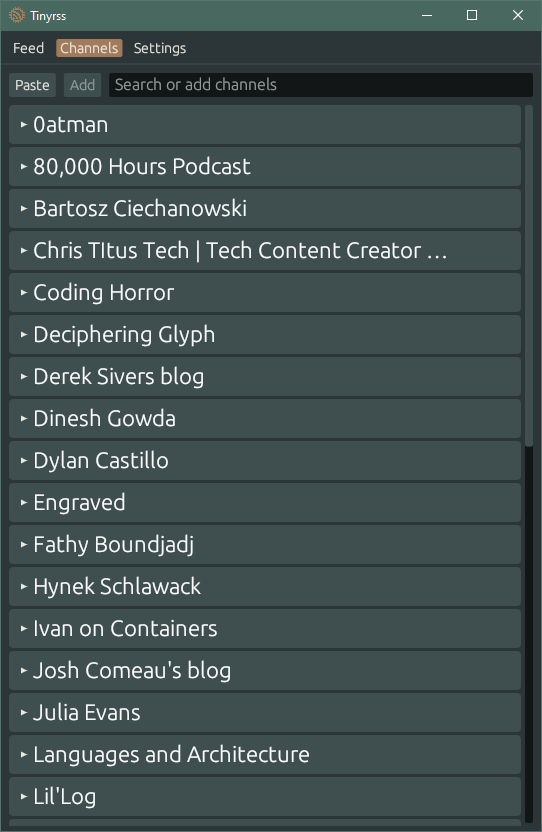 Tinyrss
Feed Channels Settings
Paste Add Search or add channels
0atman
80,000 Hours Podcast
Bartosz Ciechanowski
Chris TItus Tech | Tech Content Creator …
Coding Horror
Deciphering Glyph
Derek Sivers blog
Dinesh Gowda
Dylan Castillo
Engraved
Fathy Boundjadj
Hynek Schlawack
Ivan on Containers
Josh Comeau's blog
Julia Evans
Languages and Architecture
Lil'Log